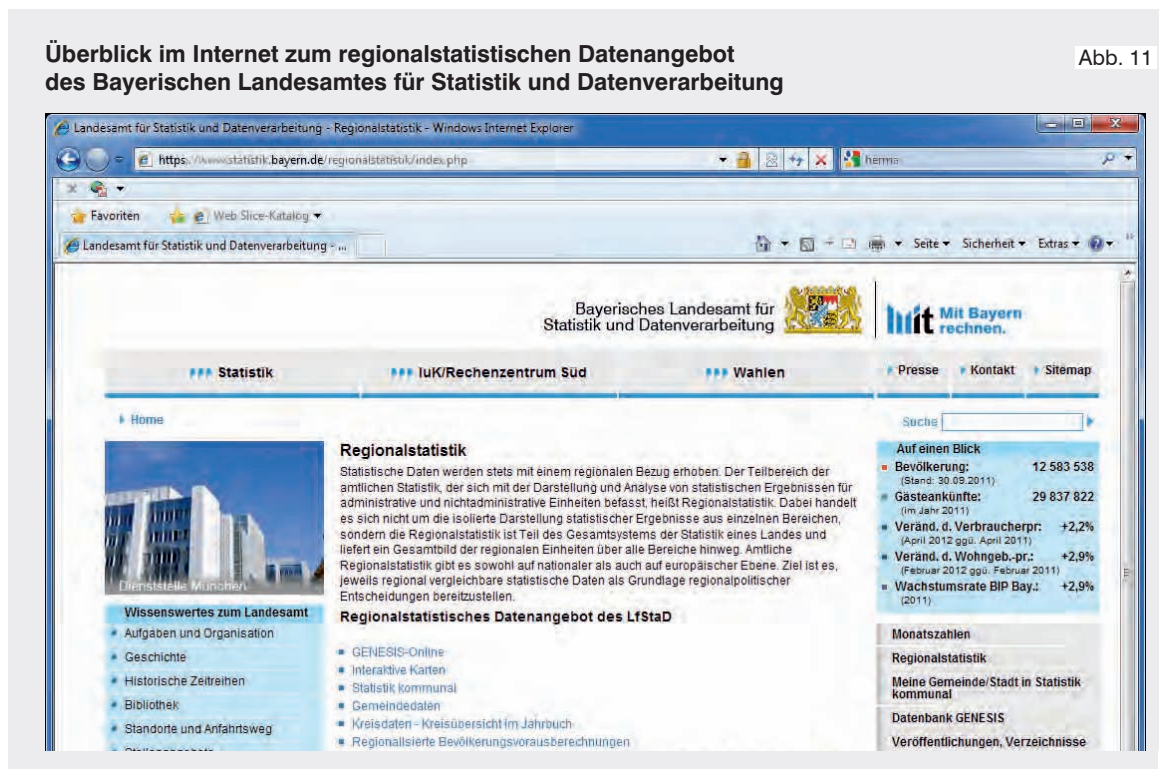 Überblick im Internet zum regionalstatistischen Datenangebot
des Bayerischen Landesamtes für Statistik und Datenverarbeitung
Abb. 11
Landesamt für Statistik und Datenverarbeitung - Regionalstatistik - Windows Internet Explorer
https://www.statistik.bayern.de/regionalstatistik/index.php
herma
Favoriten
Web Slice-Katalog
Landesamt für Statistik und Datenverarbeitung - ...
Seite
Sicherheit
Extras
Bayerisches Landesamt für
Statistik und Datenverarbeitung
Mit Bayern
rechnen.
Statistik
IuK/Rechenzentrum Süd
Wahlen
Presse
Kontakt
Sitemap
Home
Suche
Dienststelle München
Wissenswertes zum Landesamt
Aufgaben und Organisation
Geschichte
Historische Zeitreihen
Bibliothek
Standorte und Anfahrtsweg
Regionalstatistik
Statistische Daten werden stets mit einem regionalen Bezug erhoben. Der Teilbereich der
amtlichen Statistik, der sich mit der Darstellung und Analyse von statistischen Ergebnissen für
administrative und nichtadministrative Einheiten befasst, heißt Regionalstatistik. Dabei handelt
es sich nicht um die isolierte Darstellung statistischer Ergebnisse aus einzelnen Bereichen,
sondern die Regionalstatistik ist Teil des Gesamtsystems der Statistik eines Landes und
liefert ein Gesamtbild der regionalen Einheiten über alle Bereiche hinweg. Amtliche
Regionalstatistik gibt es sowohl auf nationaler als auch auf europäischer Ebene. Ziel ist es,
jeweils regional vergleichbare statistische Daten als Grundlage regionalpolitischer
Entscheidungen bereitzustellen.
Regionalstatistisches Datenangebot des LfStaD
GENESIS-Online
Interaktive Karten
Statistik kommunal
Gemeindedaten
Kreisdaten - Kreisübersicht im Jahrbuch
Regionalisierte Bevölkerungsvorausberechnungen
Auf einen Blick
Bevölkerung: 12 583 538
(Stand: 30.09.2011)
Gästeankünfte: 29 837 822
(im Jahr 2011)
Veränd. d. Verbraucherpr: +2,2%
(April 2012 ggü. April 2011)
Veränd. d. Wohngeb.-pr.: +2,9%
(Februar 2012 ggü. Februar 2011)
Wachstumsrate BIP Bay.: +2,9%
(2011)
Monatszahlen
Regionalstatistik
Meine Gemeinde/Stadt in Statistik
kommunal
Datenbank GENESIS
Veröffentlichungen, Verzeichnisse